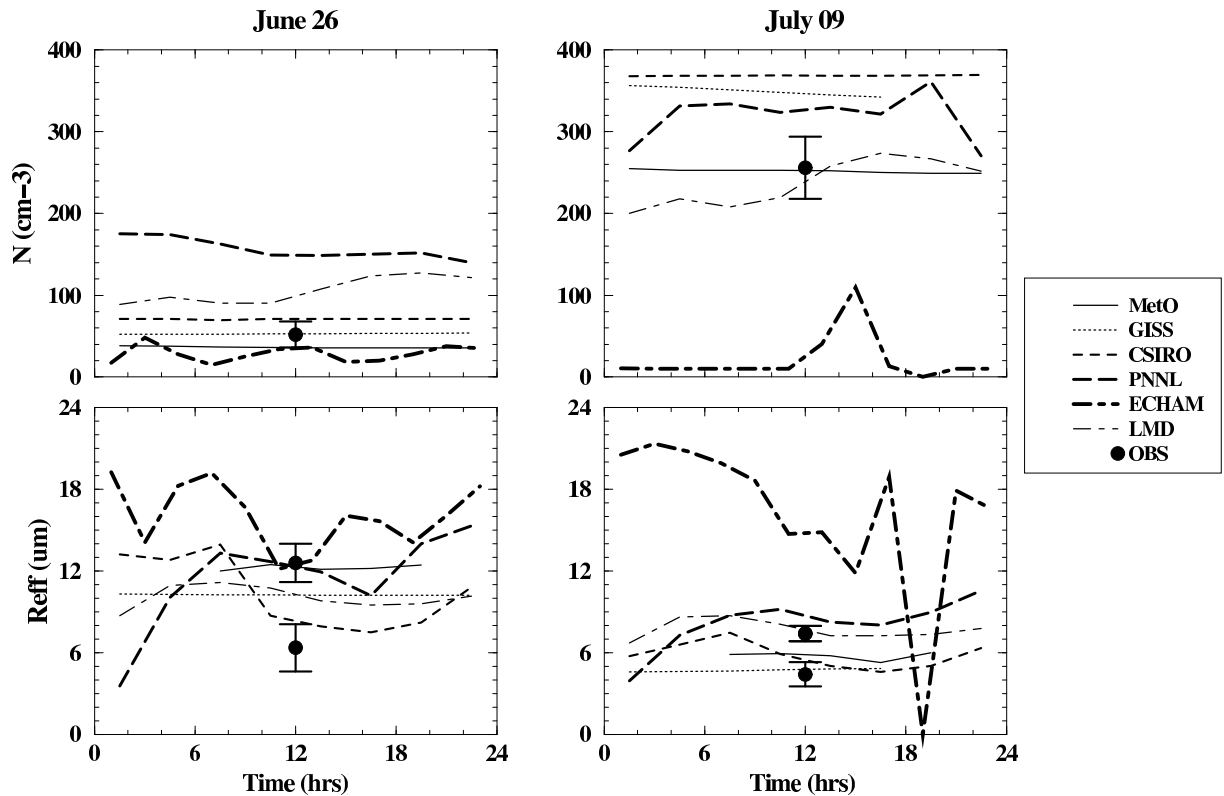 June 26
July 09
400
300
200
100
0
N (cm−3)
400
300
200
100
0
MetO
GISS
CSIRO
PNNL
ECHAM
LMD
OBS
24
18
12
6
0
Reff (um)
0 6 12 18 24
Time (hrs)
24
18
12
6
0
0 6 12 18 24
Time (hrs)